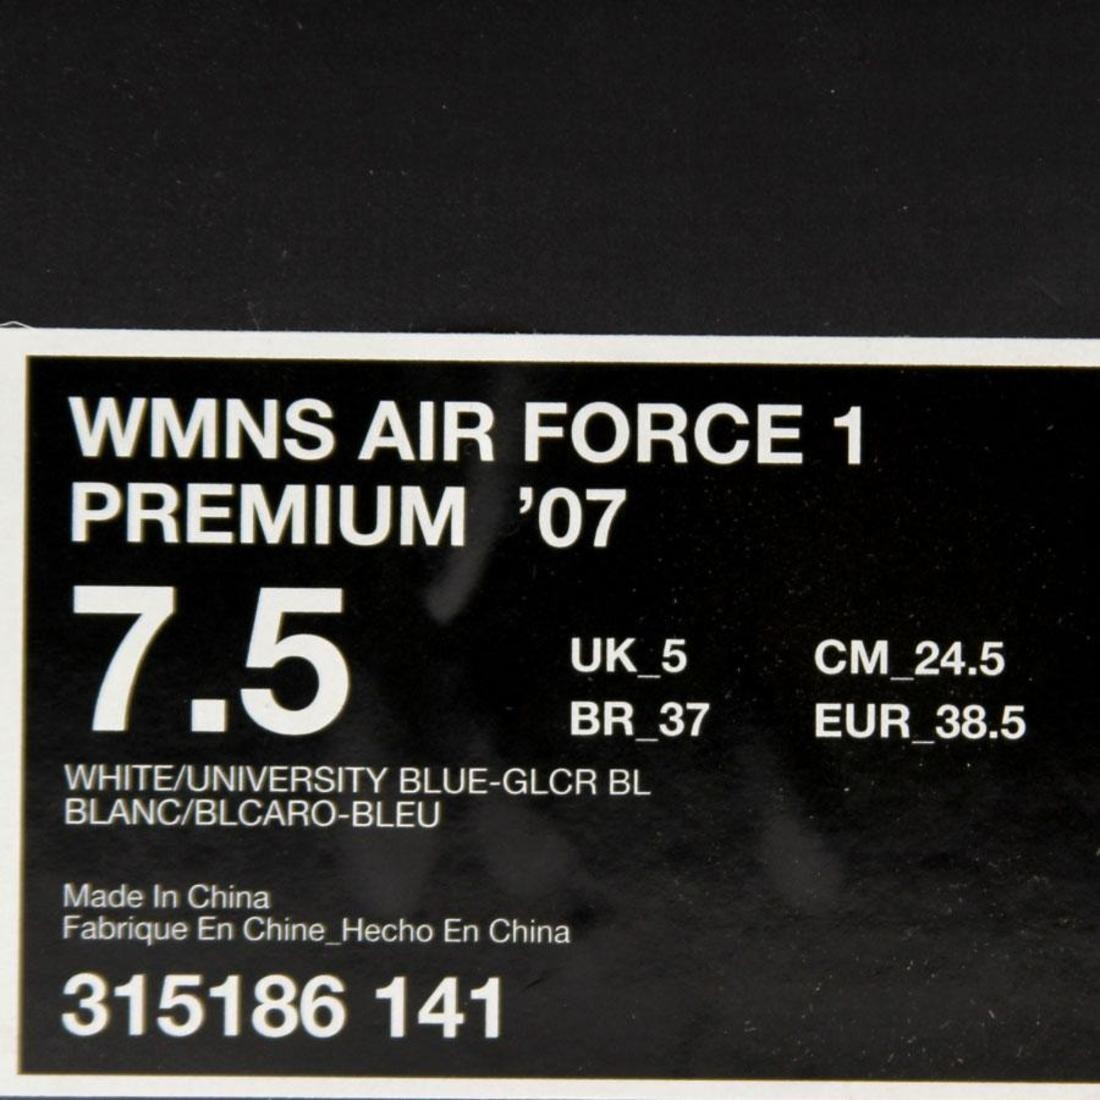 WMNS AIR FORCE 1
PREMIUM '07
7.5
UK_5 CM_24.5
BR_37 EUR_38.5
WHITE/UNIVERSITY BLUE-GLCR BL
BLANC/BLCARO-BLEU
Made In China
Fabrique En Chine_Hecho En China
315186 141